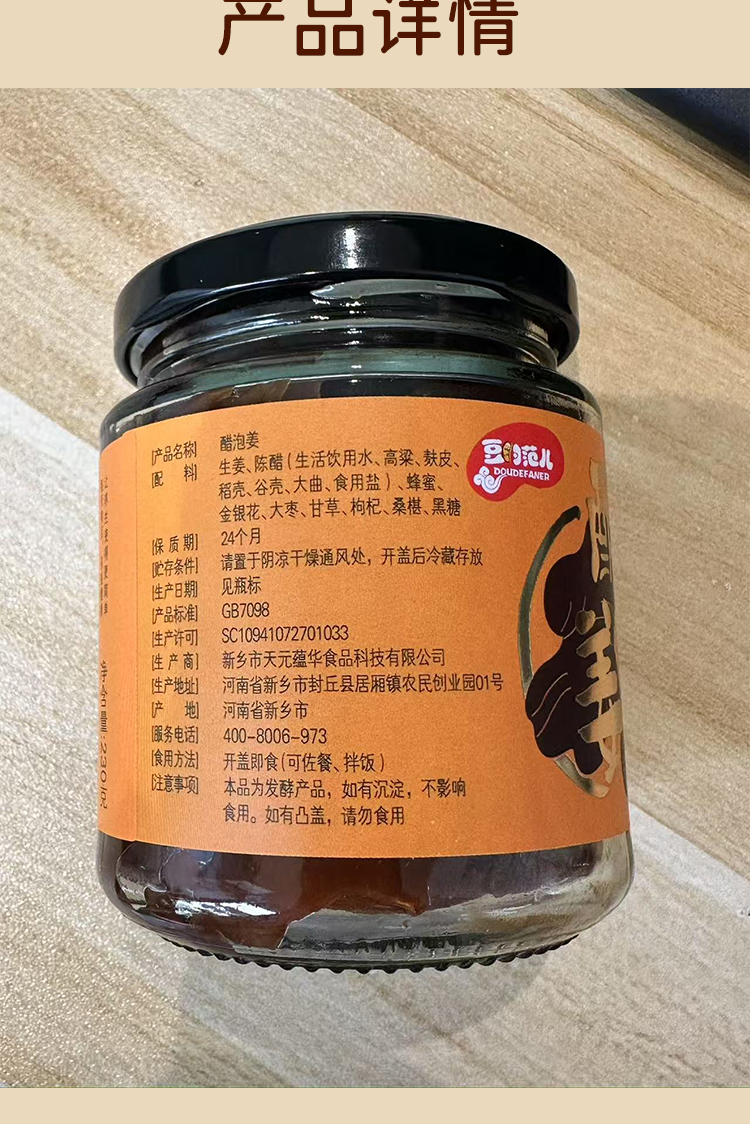 产品详情
[产品名称] 醋泡姜
[配 料] 生姜、陈醋（生活饮用水、高粱、麸皮、
稻壳、谷壳、大曲、食用盐）、蜂蜜、
金银花、大枣、甘草、枸杞、桑椹、黑糖
[保质期] 24个月
[贮存条件] 请置于阴凉干燥通风处，开盖后冷藏存放
[生产日期] 见瓶标
[产品标准] GB7098
[生产许可] SC10941072701033
[生产商] 新乡市天元蕴华食品科技有限公司
[生产地址] 河南省新乡市封丘县居厢镇农民创业园01号
[产 地] 河南省新乡市
[服务电话] 400-8006-973
[食用方法] 开盖即食（可佐餐、拌饭）
[注意事项] 本品为发酵产品，如有沉淀，不影响
食用。如有凸盖，请勿食用
豆的范儿
DOUDEFANER
净含量:230克